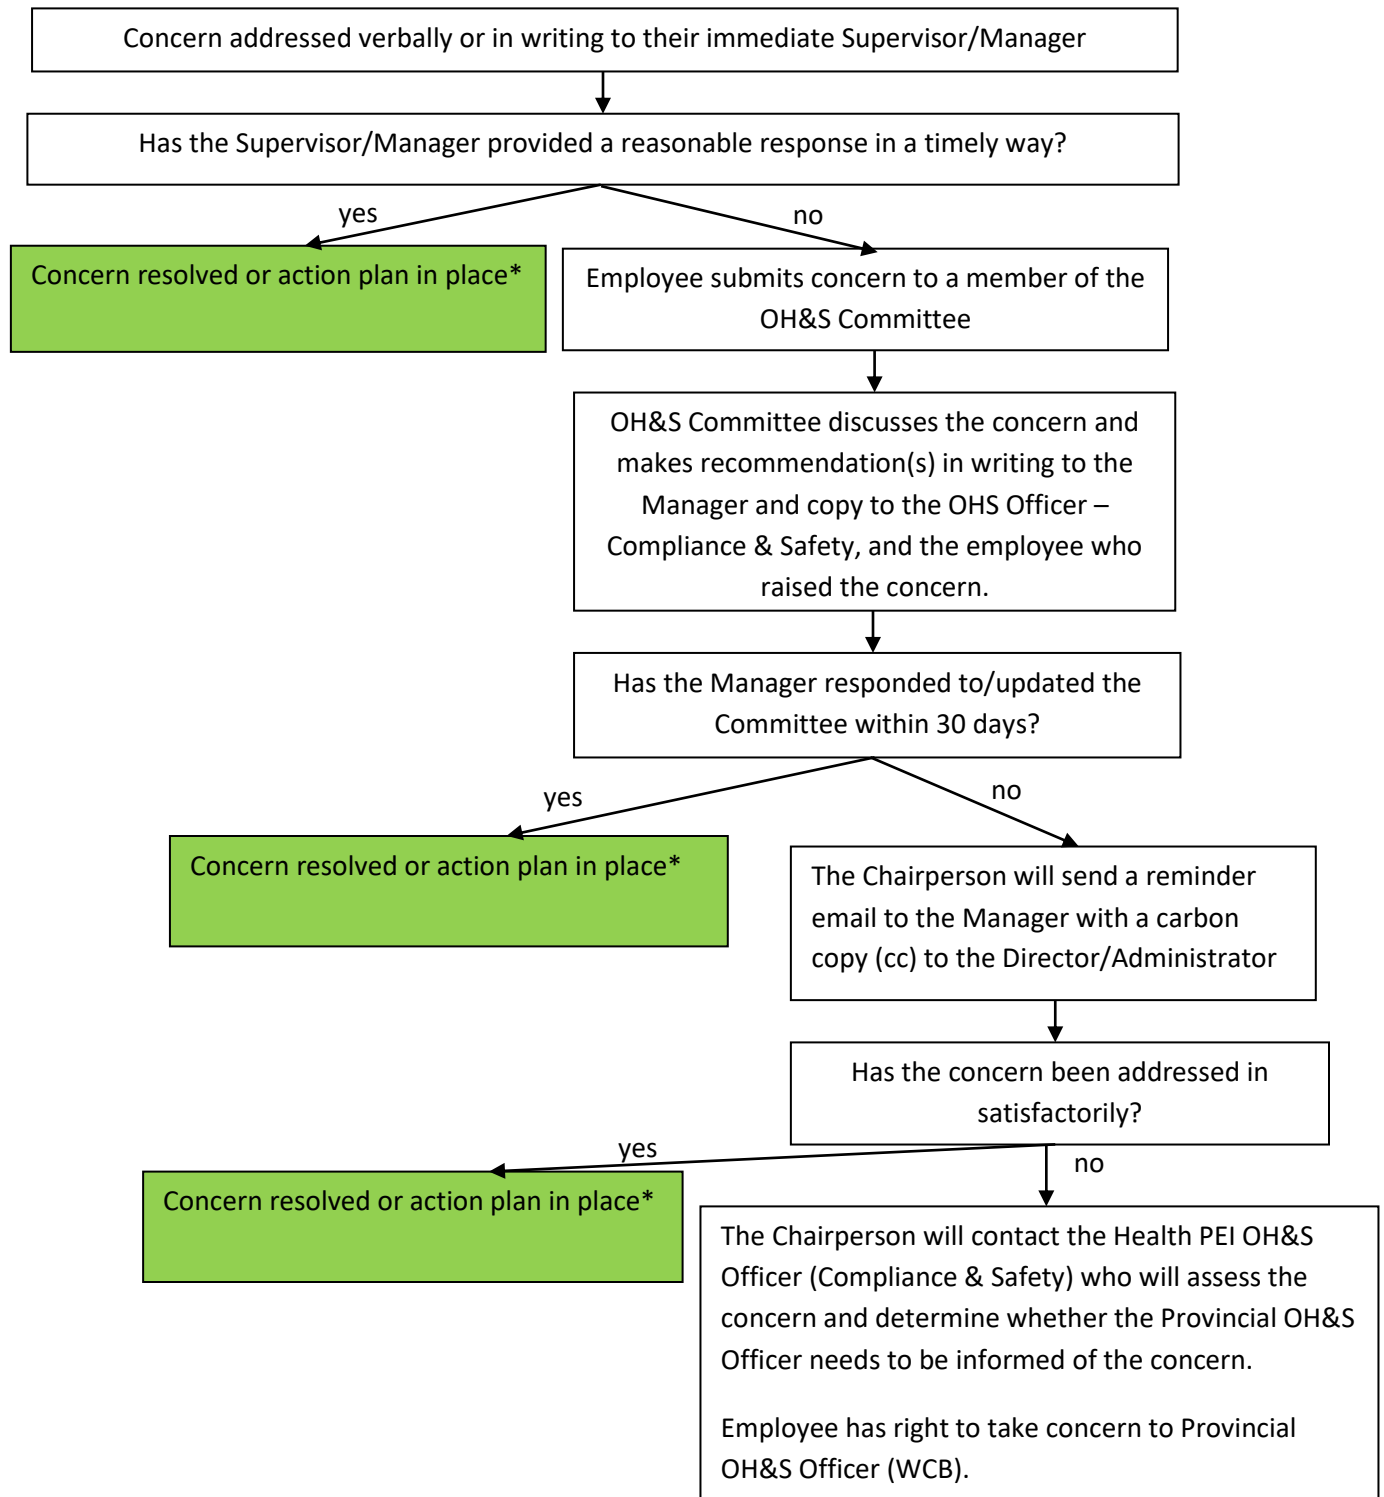 Concern addressed verbally or in writing to their immediate Supervisor/Manager
Has the Supervisor/Manager provided a reasonable response in a timely way?
yes
no
Concern resolved or action plan in place*
Employee submits concern to a member of the
OH&S Committee
OH&S Committee discusses the concern and
makes recommendation(s) in writing to the
Manager and copy to the OHS Officer –
Compliance & Safety, and the employee who
raised the concern.
Has the Manager responded to/updated the
Committee within 30 days?
yes
no
Concern resolved or action plan in place*
The Chairperson will send a reminder
email to the Manager with a carbon
copy (cc) to the Director/Administrator
Has the concern been addressed in
satisfactorily?
yes
no
Concern resolved or action plan in place*
The Chairperson will contact the Health PEI OH&S
Officer (Compliance & Safety) who will assess the
concern and determine whether the Provincial OH&S
Officer needs to be informed of the concern.
Employee has right to take concern to Provincial
OH&S Officer (WCB).